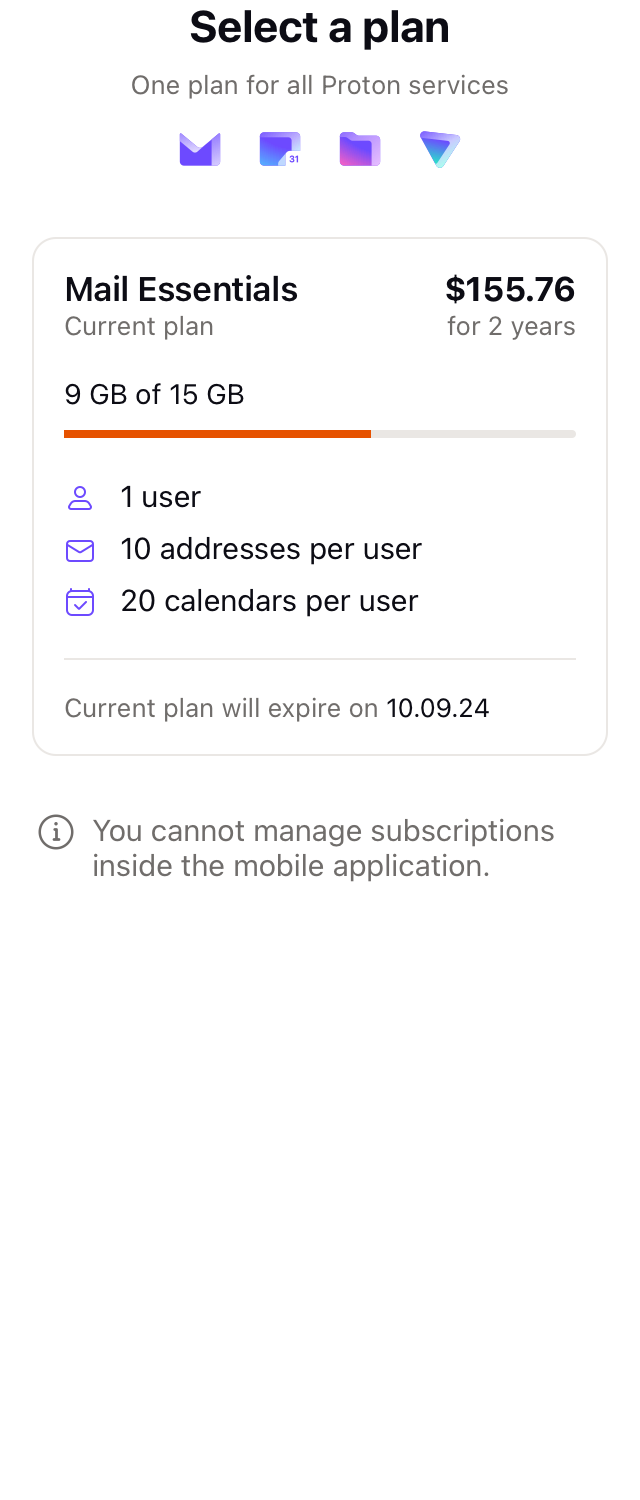 Select a plan
One plan for all Proton services
31
Mail Essentials
$155.76
Current plan
for 2 years
9 GB of 15 GB
1 user
10 addresses per user
20 calendars per user
Current plan will expire on 10.09.24
You cannot manage subscriptions
inside the mobile application.